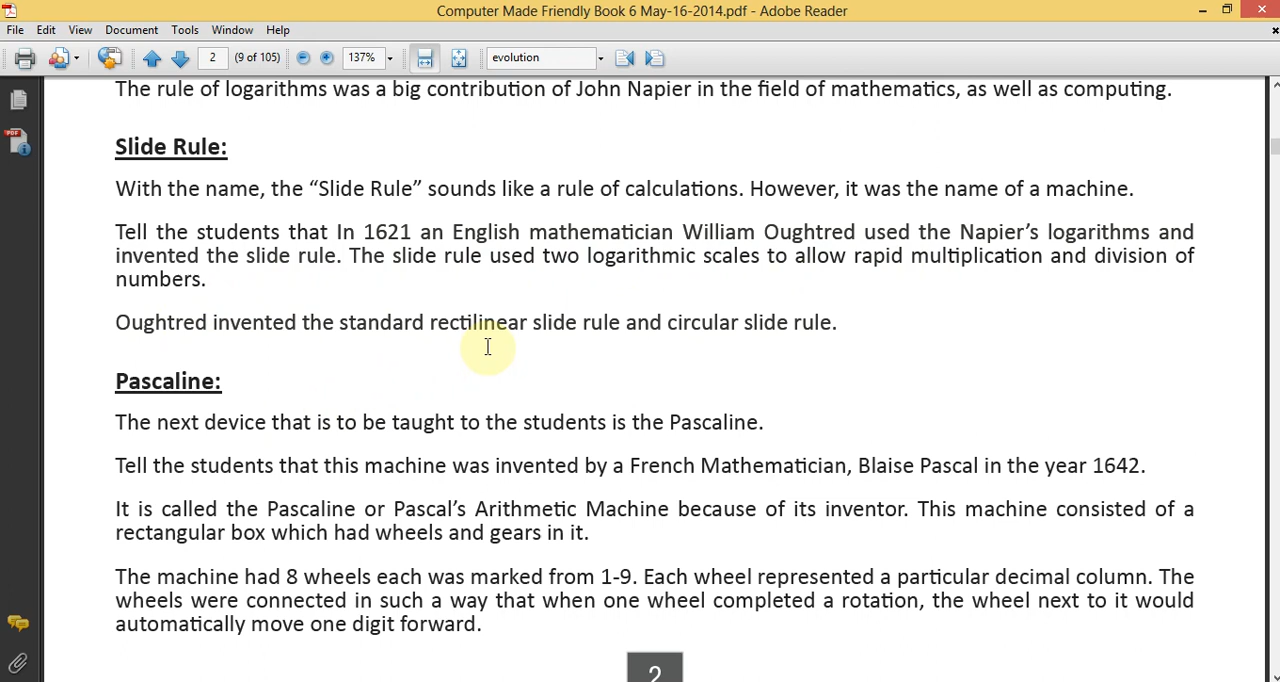 Computer Made Friendly Book 6 May-16-2014.pdf - Adobe Reader
File Edit View Document Tools Window Help
2 (9 of 105) 137% evolution
The rule of logarithms was a big contribution of John Napier in the field of mathematics, as well as computing.
Slide Rule:
With the name, the “Slide Rule” sounds like a rule of calculations. However, it was the name of a machine.
Tell the students that In 1621 an English mathematician William Oughtred used the Napier’s logarithms and
invented the slide rule. The slide rule used two logarithmic scales to allow rapid multiplication and division of
numbers.
Oughtred invented the standard rectilinear slide rule and circular slide rule.
Pascaline:
The next device that is to be taught to the students is the Pascaline.
Tell the students that this machine was invented by a French Mathematician, Blaise Pascal in the year 1642.
It is called the Pascaline or Pascal’s Arithmetic Machine because of its inventor. This machine consisted of a
rectangular box which had wheels and gears in it.
The machine had 8 wheels each was marked from 1-9. Each wheel represented a particular decimal column. The
wheels were connected in such a way that when one wheel completed a rotation, the wheel next to it would
automatically move one digit forward.
2